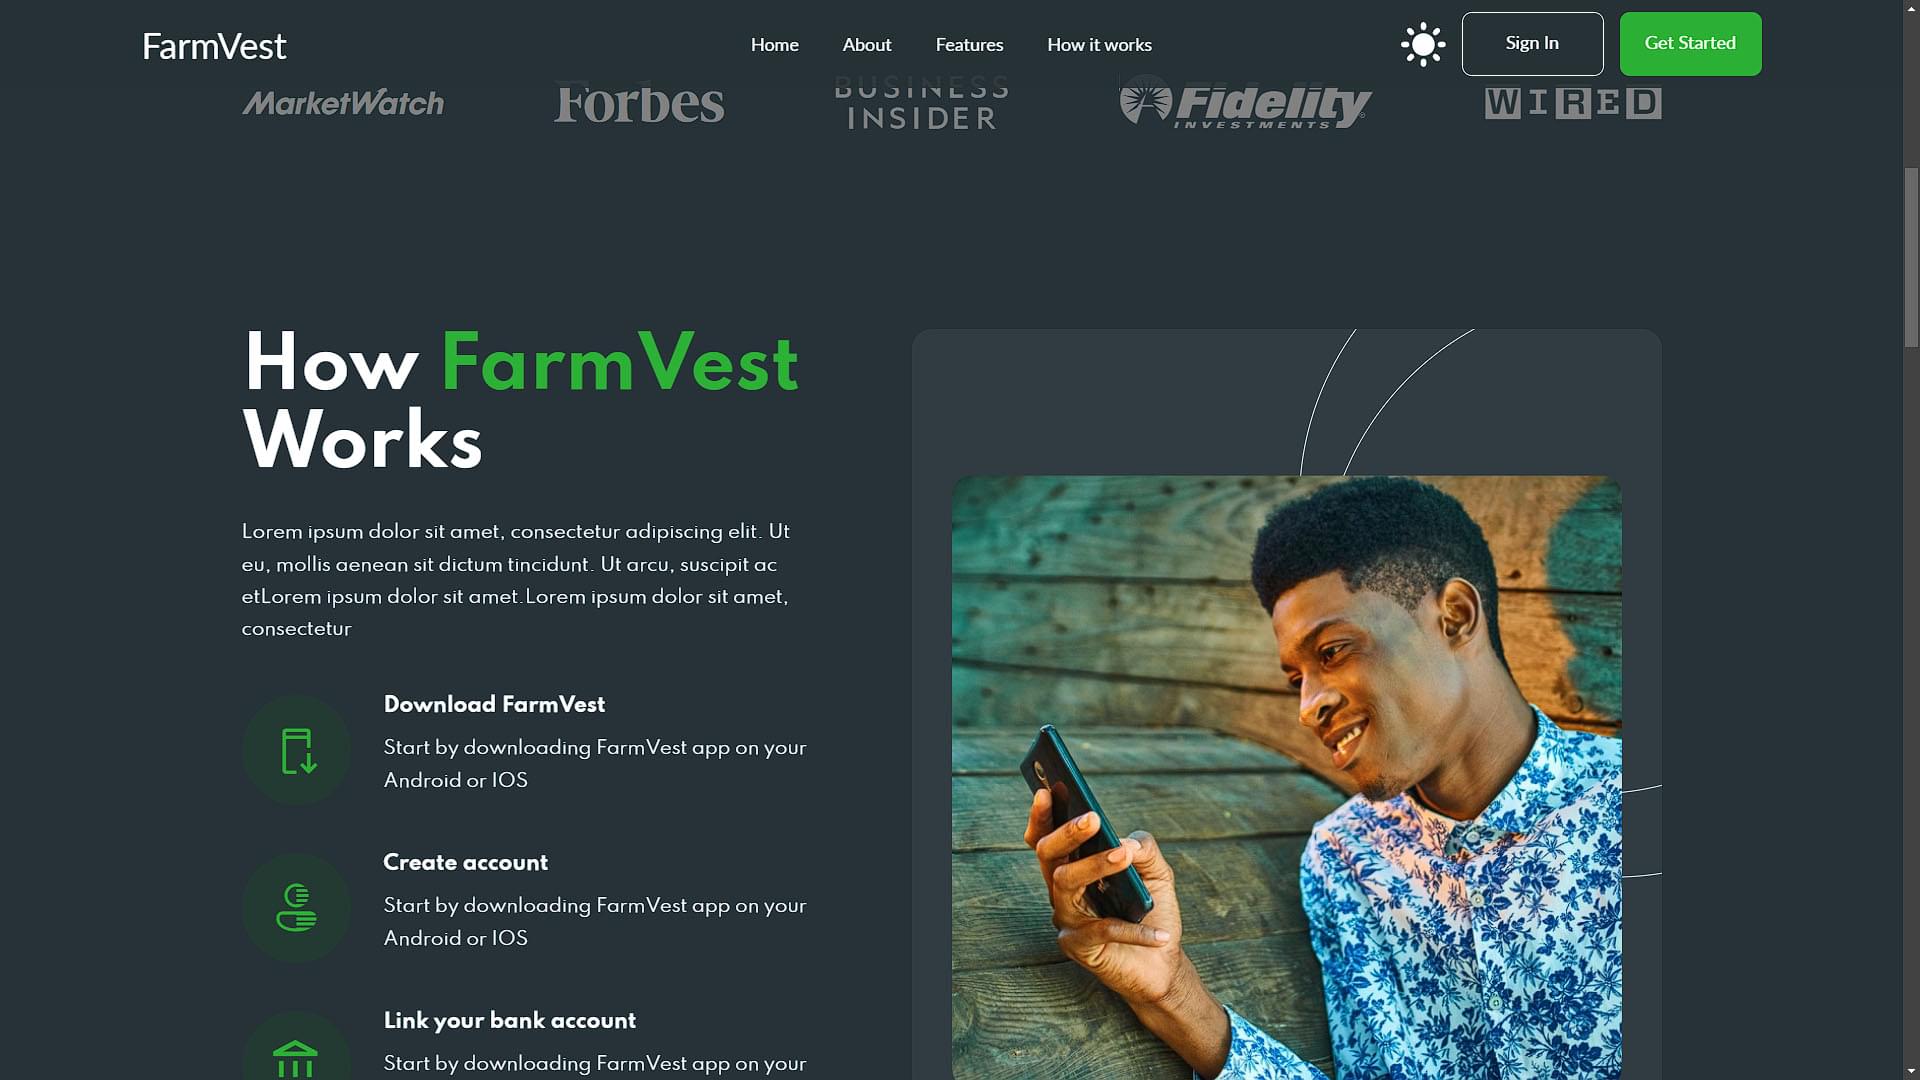 FarmVest
Home
About
Features
How it works
Sign In
Get Started
MarketWatch
Forbes
BUSINESS
INSIDER
Fidelity
INVESTMENTS
WIRED
How FarmVest
Works
Lorem ipsum dolor sit amet, consectetur adipiscing elit. Ut
eu, mollis aenean sit dictum tincidunt. Ut arcu, suscipit ac
etLorem ipsum dolor sit amet.Lorem ipsum dolor sit amet,
consectetur
Download FarmVest
Start by downloading FarmVest app on your
Android or IOS
Create account
Start by downloading FarmVest app on your
Android or IOS
Link your bank account
Start by downloading FarmVest app on your